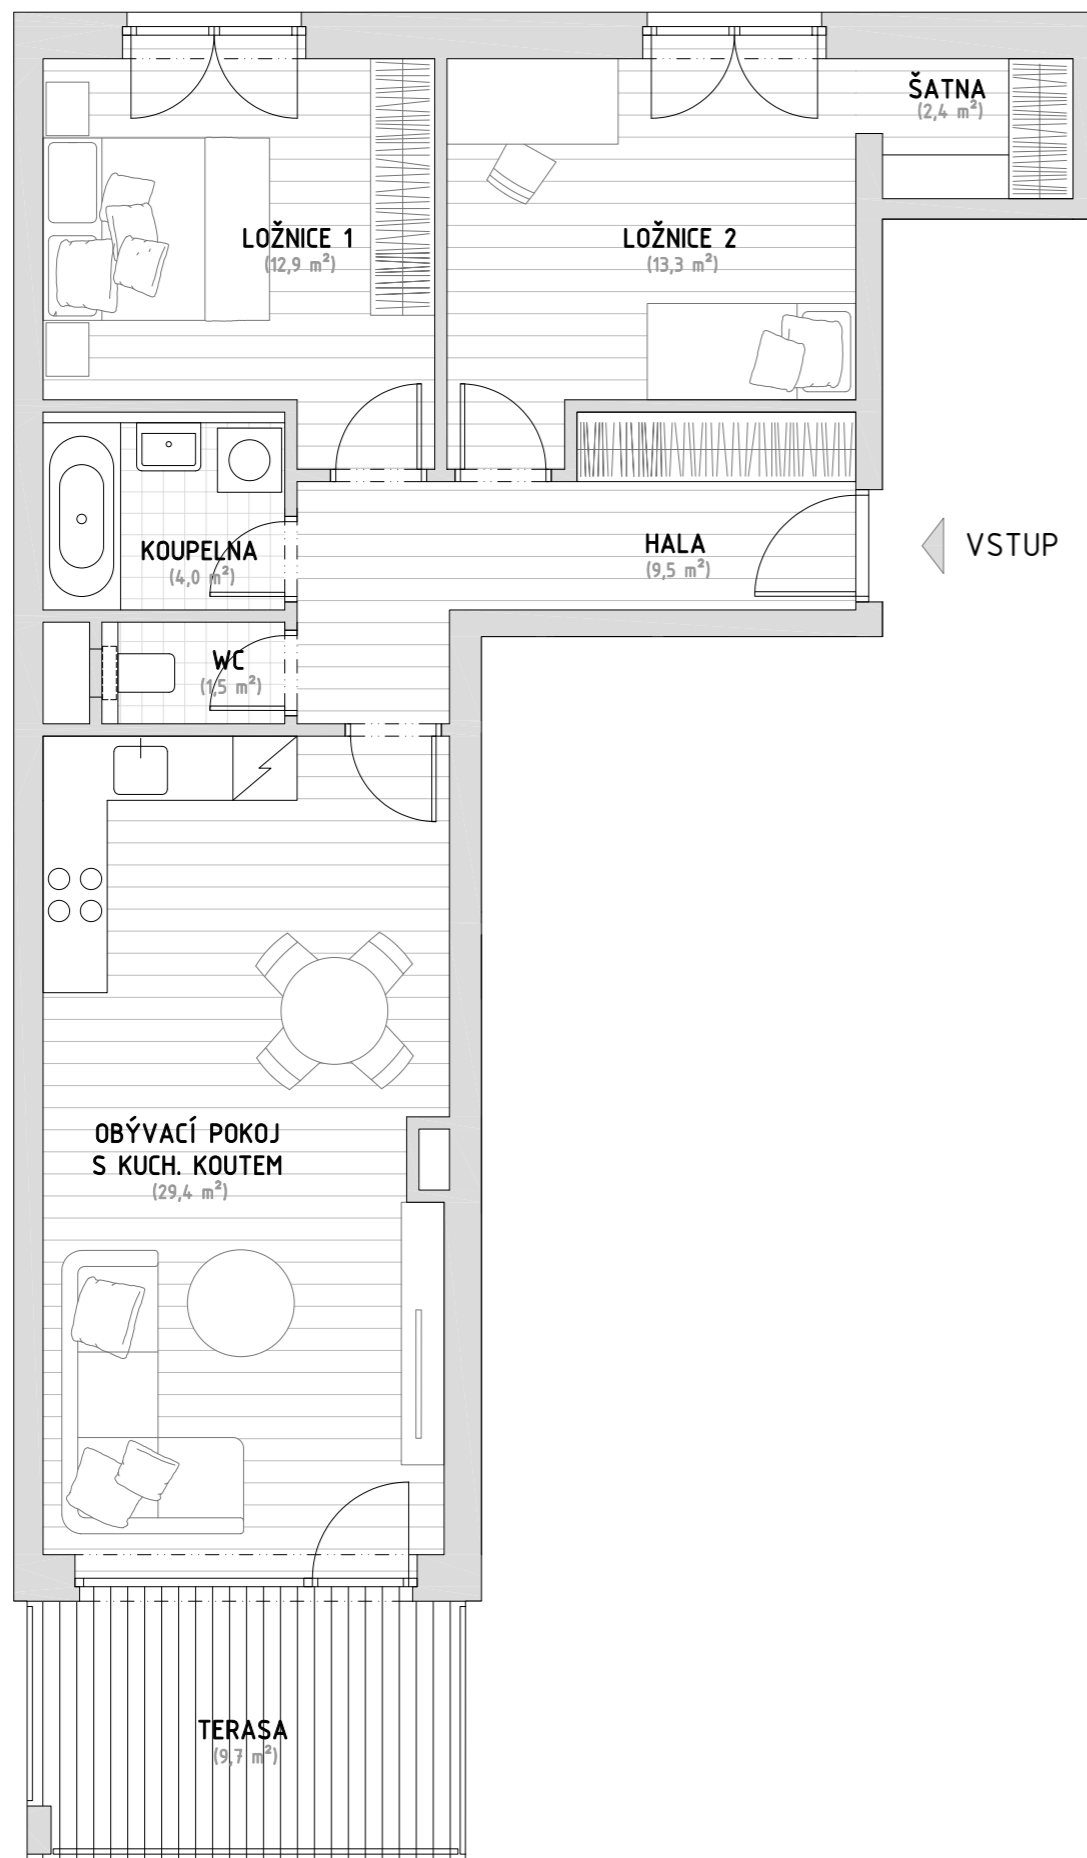 ŠATNA
(2,4 m²)
LOŽNICE 1
(12,9 m²)
LOŽNICE 2
(13,3 m²)
KOUPELNA
(4,0 m²)
HALA
(9,5 m²)
VSTUP
WC
(1,5 m²)
OBÝVACÍ POKOJ
S KUCH. KOUTEM
(29,4 m²)
TERASA
(9,7 m²)